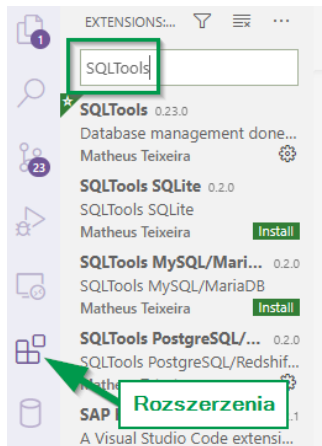 EXTENSIONS:... ...
1
SQLTools
SQLTools 0.23.0
Database management done...
Matheus Teixeira
23
SQLTools SQLite 0.2.0
SQLTools SQLite
Matheus Teixeira Install
SQLTools MySQL/Mari... 0.2.0
SQLTools MySQL/MariaDB
Matheus Teixeira Install
SQLTools PostgreSQL/... 0.2.0
SQLTools PostgreSQL/Redshif...
Rozszerzenia
SAP
A Visual Studio Code extensi...